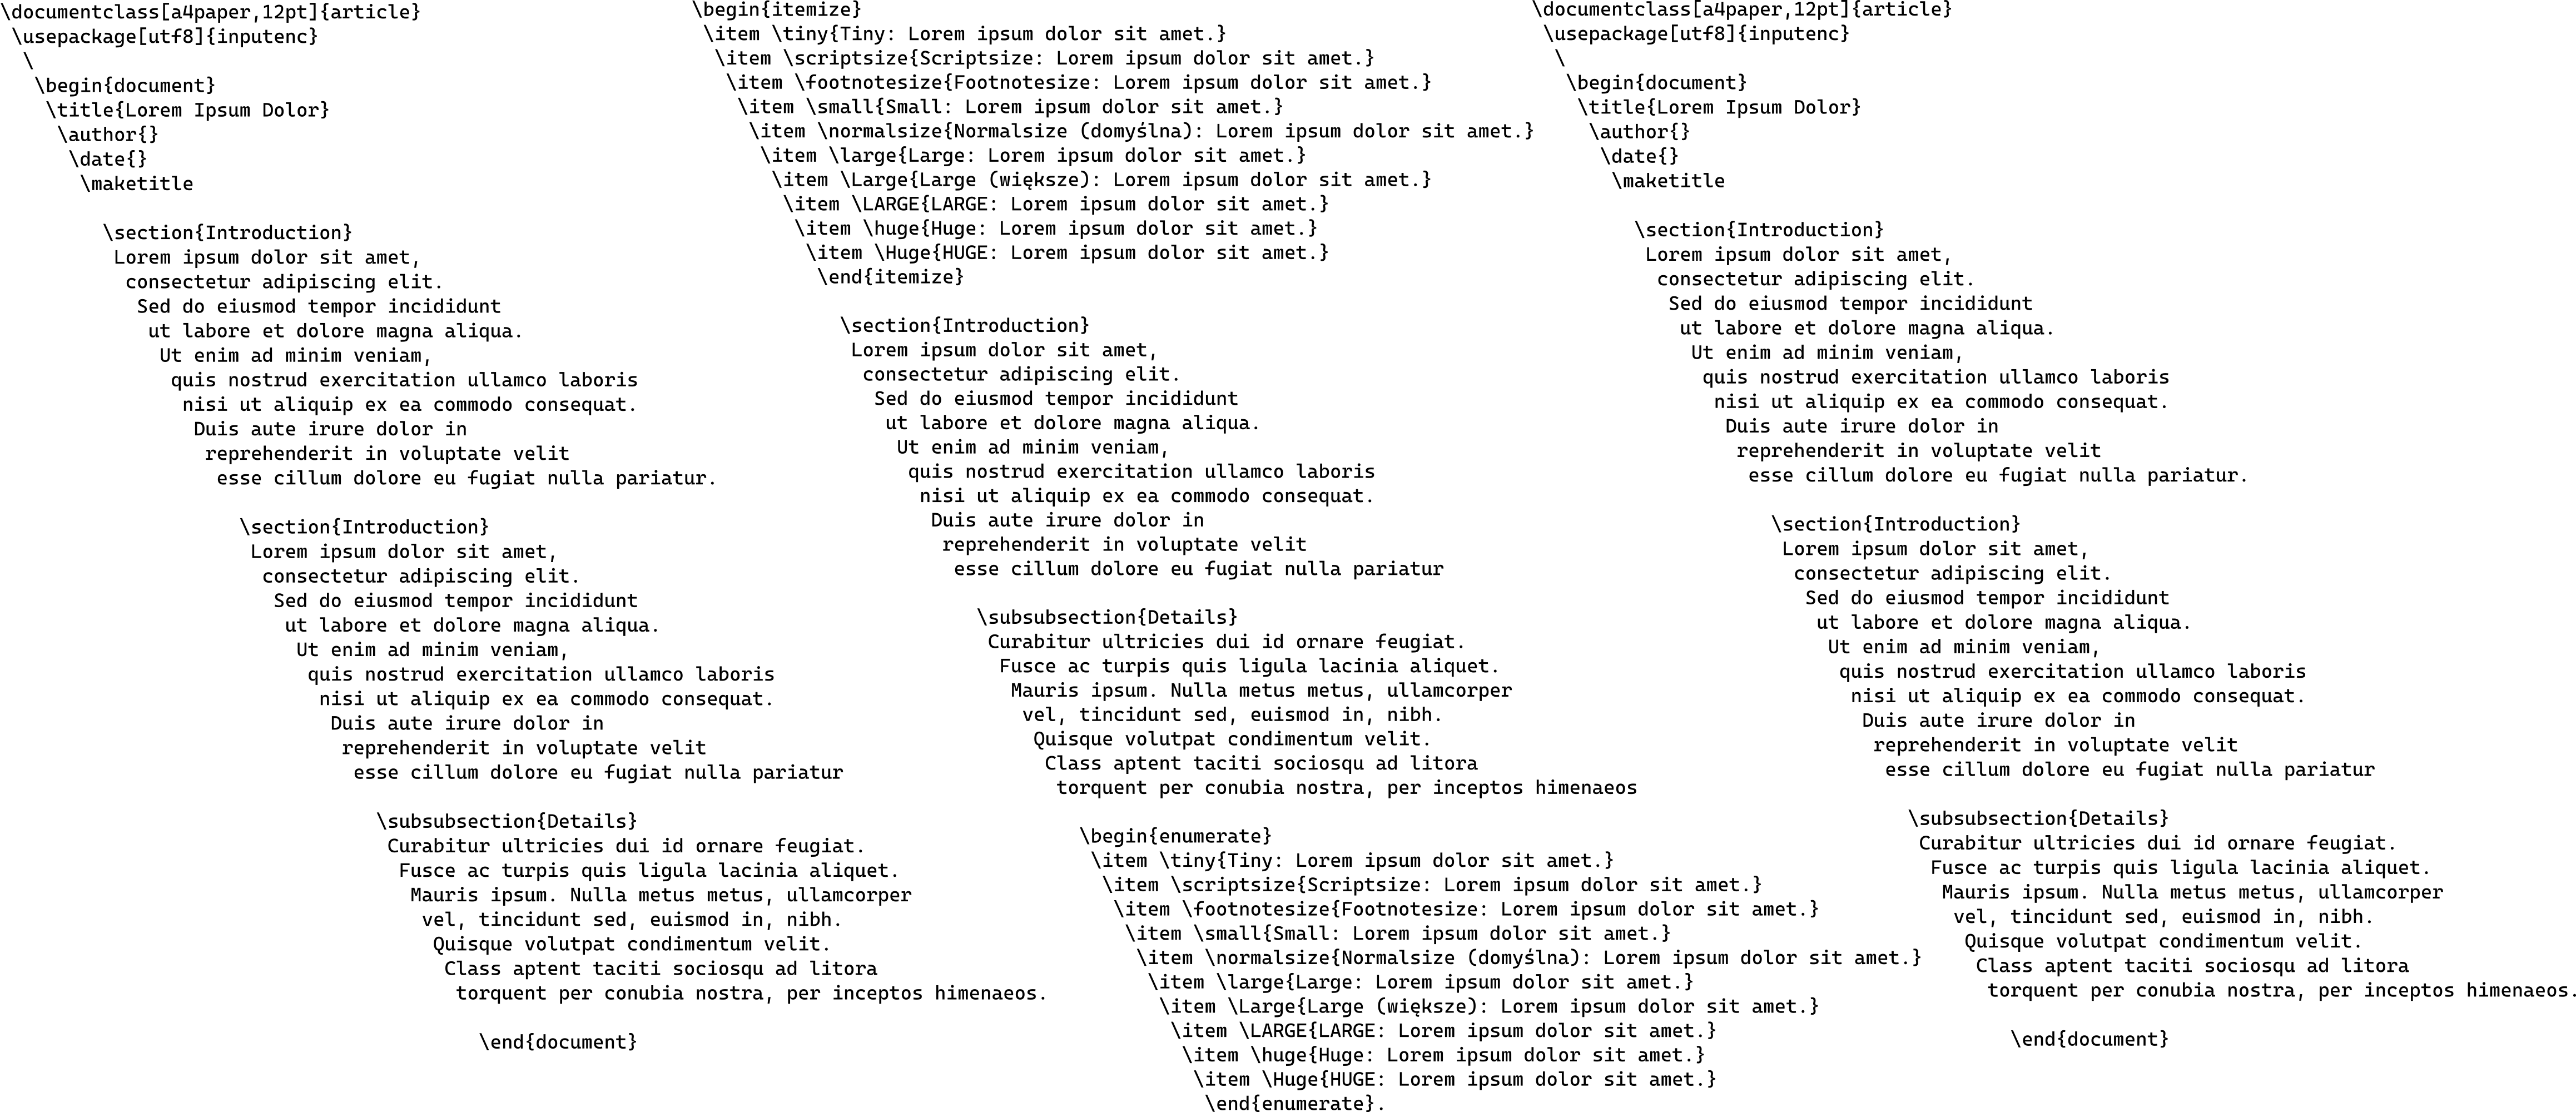 \documentclass[a4paper,12pt]{article}
\usepackage[utf8]{inputenc}
\
\begin{document}
\title{Lorem Ipsum Dolor}
\author{}
\date{}
\maketitle
\section{Introduction}
Lorem ipsum dolor sit amet,
consectetur adipiscing elit.
Sed do eiusmod tempor incididunt
ut labore et dolore magna aliqua.
Ut enim ad minim veniam,
quis nostrud exercitation ullamco laboris
nisi ut aliquip ex ea commodo consequat.
Duis aute irure dolor in
reprehenderit in voluptate velit
esse cillum dolore eu fugiat nulla pariatur.
\section{Introduction}
Lorem ipsum dolor sit amet,
consectetur adipiscing elit.
Sed do eiusmod tempor incididunt
ut labore et dolore magna aliqua.
Ut enim ad minim veniam,
quis nostrud exercitation ullamco laboris
nisi ut aliquip ex ea commodo consequat.
Duis aute irure dolor in
reprehenderit in voluptate velit
esse cillum dolore eu fugiat nulla pariatur
\subsubsection{Details}
Curabitur ultricies dui id ornare feugiat.
Fusce ac turpis quis ligula lacinia aliquet.
Mauris ipsum. Nulla metus metus, ullamcorper
vel, tincidunt sed, euismod in, nibh.
Quisque volutpat condimentum velit.
Class aptent taciti sociosqu ad litora
torquent per conubia nostra, per inceptos himenaeos.
\end{document}
\begin{itemize}
\item \tiny{Tiny: Lorem ipsum dolor sit amet.}
\item \scriptsize{Scriptsize: Lorem ipsum dolor sit amet.}
\item \footnotesize{Footnotesize: Lorem ipsum dolor sit amet.}
\item \small{Small: Lorem ipsum dolor sit amet.}
\item \normalsize{Normalsize (domyślna): Lorem ipsum dolor sit amet.}
\item \large{Large: Lorem ipsum dolor sit amet.}
\item \Large{Large (większe): Lorem ipsum dolor sit amet.}
\item \LARGE{LARGE: Lorem ipsum dolor sit amet.}
\item \huge{Huge: Lorem ipsum dolor sit amet.}
\item \Huge{HUGE: Lorem ipsum dolor sit amet.}
\end{itemize}
\section{Introduction}
Lorem ipsum dolor sit amet,
consectetur adipiscing elit.
Sed do eiusmod tempor incididunt
ut labore et dolore magna aliqua.
Ut enim ad minim veniam,
quis nostrud exercitation ullamco laboris
nisi ut aliquip ex ea commodo consequat.
Duis aute irure dolor in
reprehenderit in voluptate velit
esse cillum dolore eu fugiat nulla pariatur
\subsubsection{Details}
Curabitur ultricies dui id ornare feugiat.
Fusce ac turpis quis ligula lacinia aliquet.
Mauris ipsum. Nulla metus metus, ullamcorper
vel, tincidunt sed, euismod in, nibh.
Quisque volutpat condimentum velit.
Class aptent taciti sociosqu ad litora
torquent per conubia nostra, per inceptos himenaeos
\begin{enumerate}
\item \tiny{Tiny: Lorem ipsum dolor sit amet.}
\item \scriptsize{Scriptsize: Lorem ipsum dolor sit amet.}
\item \footnotesize{Footnotesize: Lorem ipsum dolor sit amet.}
\item \small{Small: Lorem ipsum dolor sit amet.}
\item \normalsize{Normalsize (domyślna): Lorem ipsum dolor sit amet.}
\item \large{Large: Lorem ipsum dolor sit amet.}
\item \Large{Large (większe): Lorem ipsum dolor sit amet.}
\item \LARGE{LARGE: Lorem ipsum dolor sit amet.}
\item \huge{Huge: Lorem ipsum dolor sit amet.}
\item \Huge{HUGE: Lorem ipsum dolor sit amet.}
\end{enumerate}.
\documentclass[a4paper,12pt]{article}
\usepackage[utf8]{inputenc}
\
\begin{document}
\title{Lorem Ipsum Dolor}
\author{}
\date{}
\maketitle
\section{Introduction}
Lorem ipsum dolor sit amet,
consectetur adipiscing elit.
Sed do eiusmod tempor incididunt
ut labore et dolore magna aliqua.
Ut enim ad minim veniam,
quis nostrud exercitation ullamco laboris
nisi ut aliquip ex ea commodo consequat.
Duis aute irure dolor in
reprehenderit in voluptate velit
esse cillum dolore eu fugiat nulla pariatur.
\section{Introduction}
Lorem ipsum dolor sit amet,
consectetur adipiscing elit.
Sed do eiusmod tempor incididunt
ut labore et dolore magna aliqua.
Ut enim ad minim veniam,
quis nostrud exercitation ullamco laboris
nisi ut aliquip ex ea commodo consequat.
Duis aute irure dolor in
reprehenderit in voluptate velit
esse cillum dolore eu fugiat nulla pariatur
\subsubsection{Details}
Curabitur ultricies dui id ornare feugiat.
Fusce ac turpis quis ligula lacinia aliquet.
Mauris ipsum. Nulla metus metus, ullamcorper
vel, tincidunt sed, euismod in, nibh.
Quisque volutpat condimentum velit.
Class aptent taciti sociosqu ad litora
torquent per conubia nostra, per inceptos himenaeos.
\end{document}